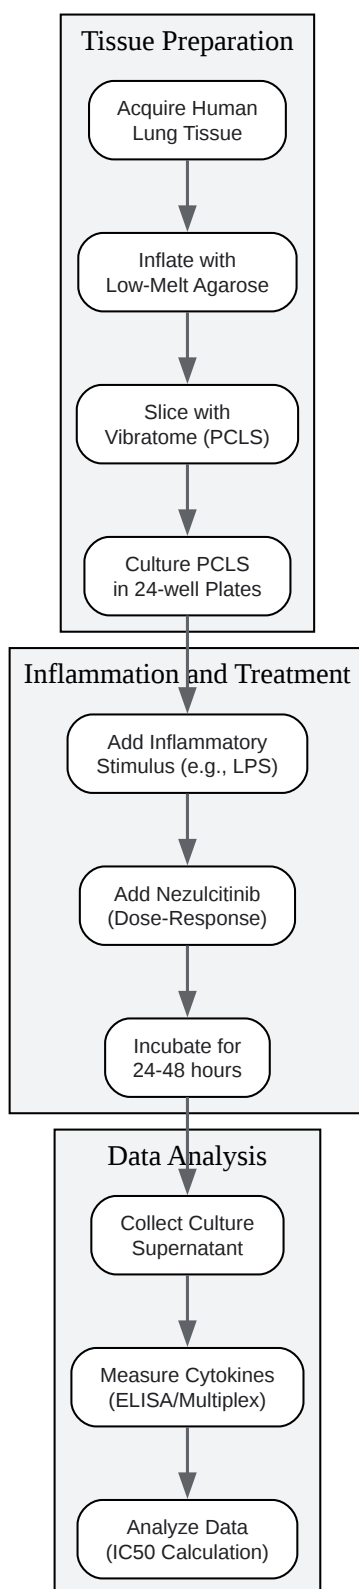 Tissue Preparation
Acquire Human
Lung Tissue
Inflate with
Low-Melt Agarose
Slice with
Vibratome (PCLS)
Culture PCLS
in 24-well Plates
Inflammation and Treatment
Add Inflammatory
Stimulus (e.g., LPS)
Add Nezulcitinib
(Dose-Response)
Incubate for
24-48 hours
Data Analysis
Collect Culture
Supernatant
Measure Cytokines
(ELISA/Multiplex)
Analyze Data
(IC50 Calculation)